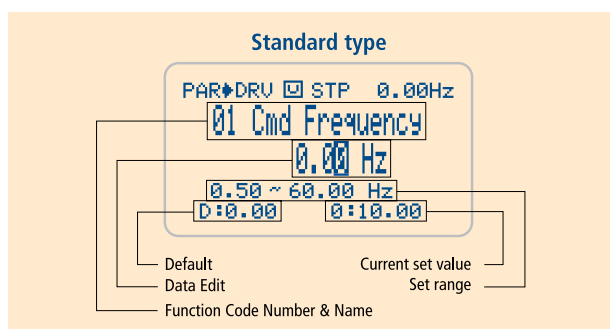 Standard type
PAR➧DRV U STP 0.00Hz
01 Cmd Frequency
0.00 Hz
0.50 ~ 60.00 Hz
D:0.00 0:10.00
Default Current set value
Data Edit Set range
Function Code Number & Name